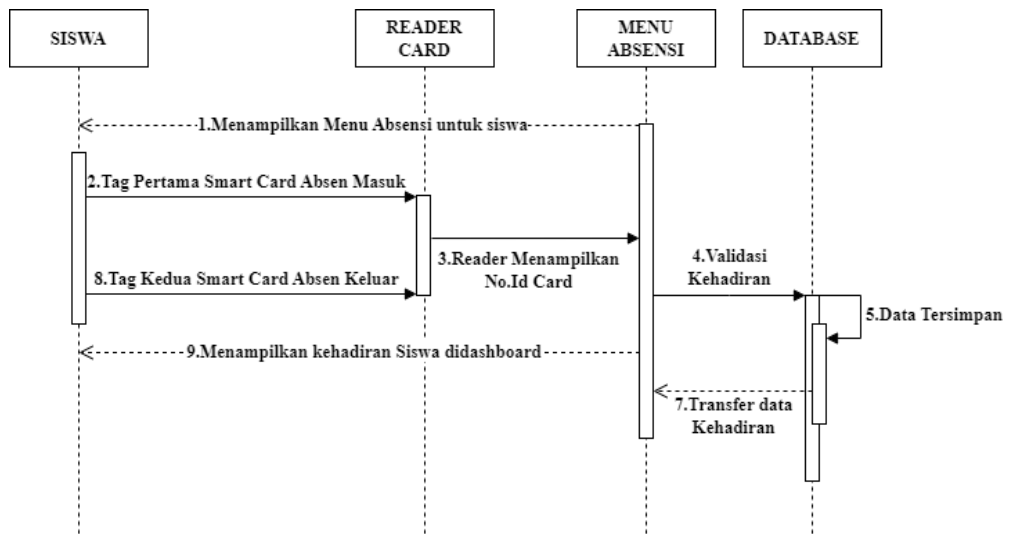 SISWA
READER
CARD
MENU
ABSENSI
DATABASE
1.Menampilkan Menu Absensi untuk siswa
2.Tag Pertama Smart Card Absen Masuk
3.Reader Menampilkan
No.Id Card
4.Validasi
Kehadiran
8.Tag Kedua Smart Card Absen Keluar
5.Data Tersimpan
9.Menampilkan kehadiran Siswa didashboard
7.Transfer data
Kehadiran